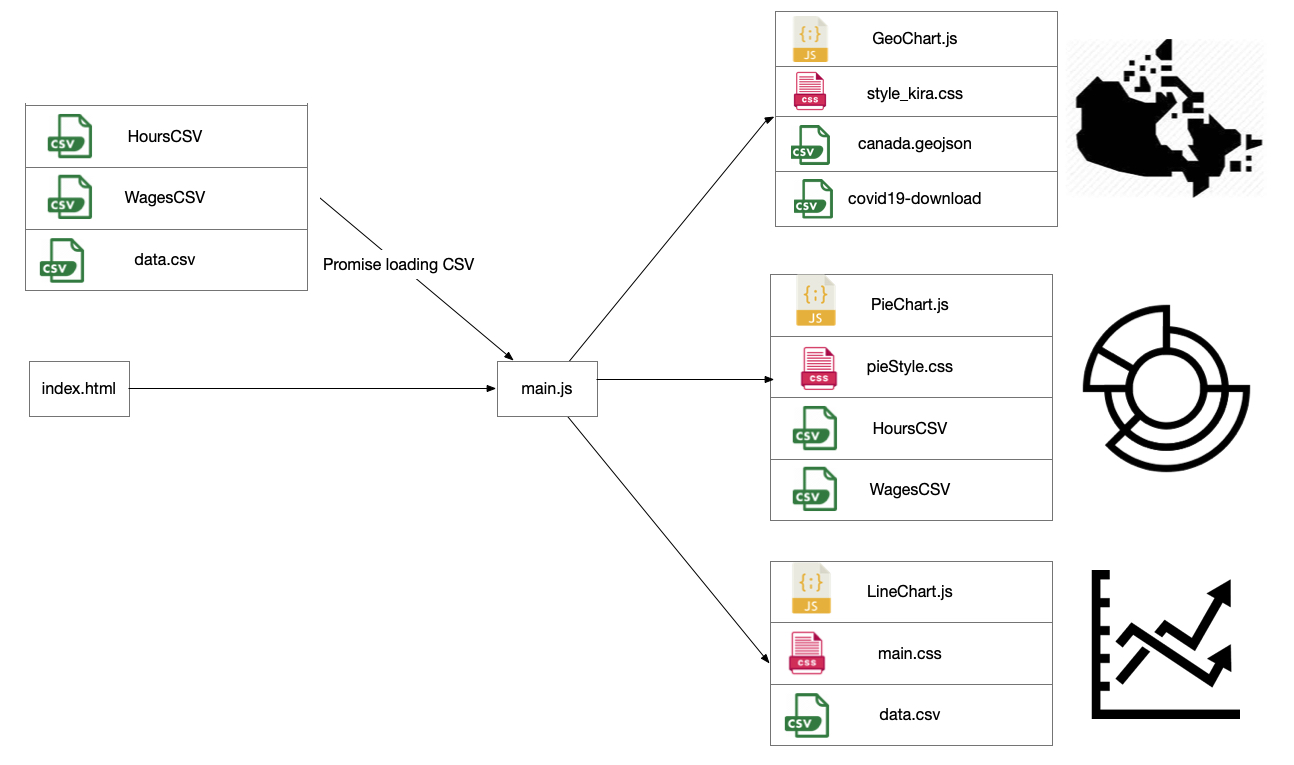 HoursCSV
CSV
WagesCSV
CSV
data.csv
CSV
Promise loading CSV
index.html
main.js
{;}
JS
GeoChart.js
css
style_kira.css
CSV
canada.geojson
CSV
covid19-download
{;}
JS
PieChart.js
css
pieStyle.css
CSV
HoursCSV
CSV
WagesCSV
{;}
JS
LineChart.js
css
main.css
CSV
data.csv